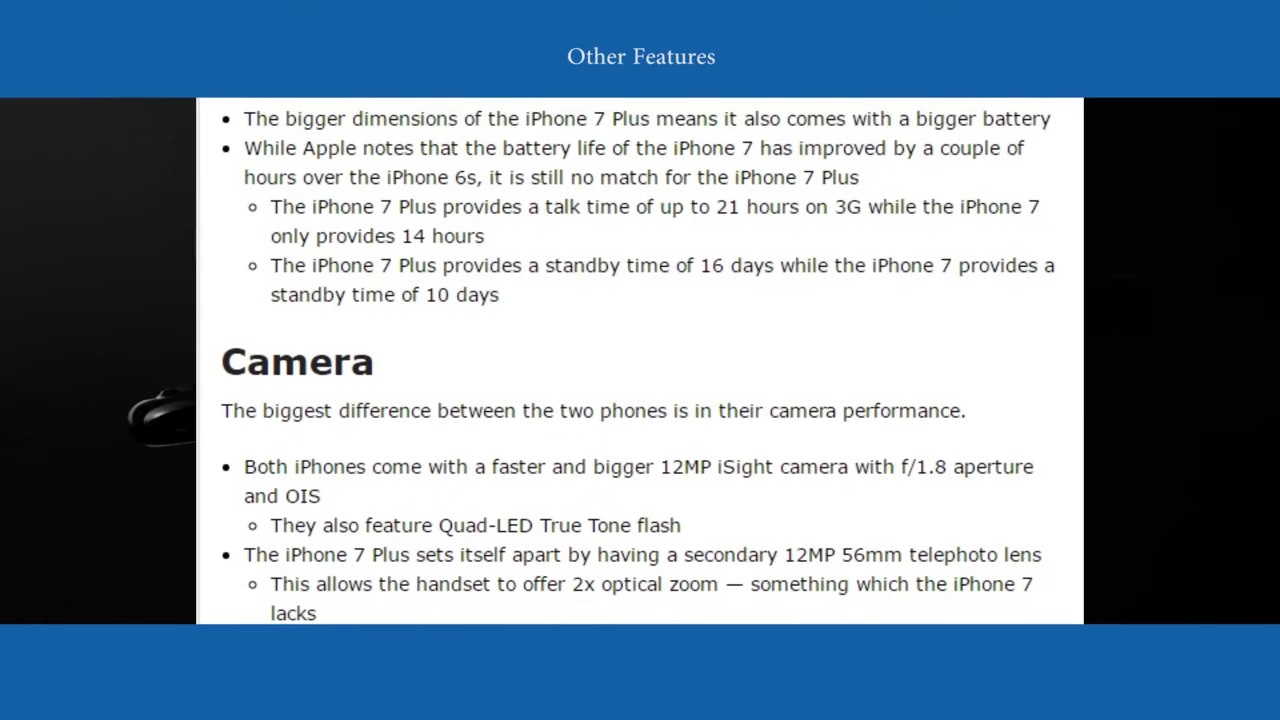 Other Features
• The bigger dimensions of the iPhone 7 Plus means it also comes with a bigger battery
• While Apple notes that the battery life of the iPhone 7 has improved by a couple of
hours over the iPhone 6s, it is still no match for the iPhone 7 Plus
◦ The iPhone 7 Plus provides a talk time of up to 21 hours on 3G while the iPhone 7
only provides 14 hours
◦ The iPhone 7 Plus provides a standby time of 16 days while the iPhone 7 provides a
standby time of 10 days
Camera
The biggest difference between the two phones is in their camera performance.
• Both iPhones come with a faster and bigger 12MP iSight camera with f/1.8 aperture
and OIS
◦ They also feature Quad-LED True Tone flash
• The iPhone 7 Plus sets itself apart by having a secondary 12MP 56mm telephoto lens
◦ This allows the handset to offer 2x optical zoom — something which the iPhone 7
lacks